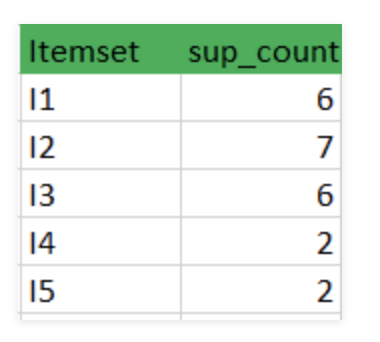 Itemset sup_count
I1 6
I2 7
I3 6
I4 2
I5 2